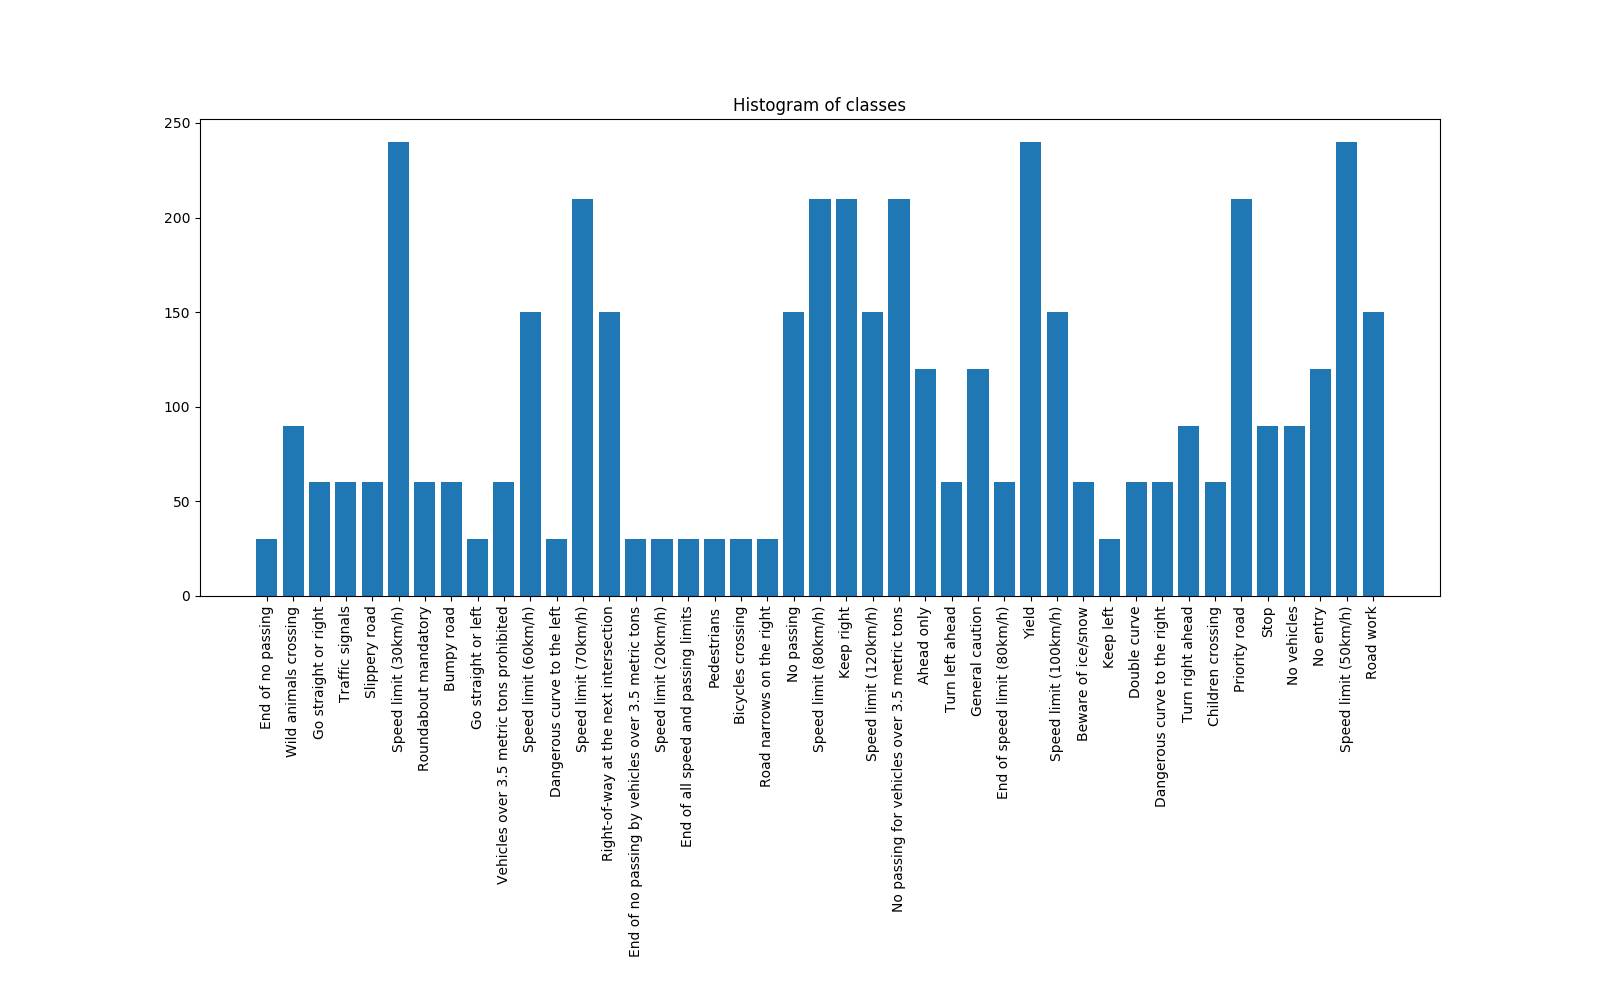 Histogram of classes
250
200
150
100
50
0
End of no passing
Wild animals crossing
Go straight or right
Traffic signals
Slippery road
Speed limit (30km/h)
Roundabout mandatory
Bumpy road
Go straight or left
Vehicles over 3.5 metric tons prohibited
Speed limit (60km/h)
Dangerous curve to the left
Speed limit (70km/h)
Right-of-way at the next intersection
End of no passing by vehicles over 3.5 metric tons
Speed limit (20km/h)
End of all speed and passing limits
Pedestrians
Bicycles crossing
Road narrows on the right
No passing
Speed limit (80km/h)
Keep right
Speed limit (120km/h)
No passing for vehicles over 3.5 metric tons
Ahead only
Turn left ahead
General caution
End of speed limit (80km/h)
Yield
Speed limit (100km/h)
Beware of ice/snow
Keep left
Double curve
Dangerous curve to the right
Turn right ahead
Children crossing
Priority road
Stop
No vehicles
No entry
Speed limit (50km/h)
Road work